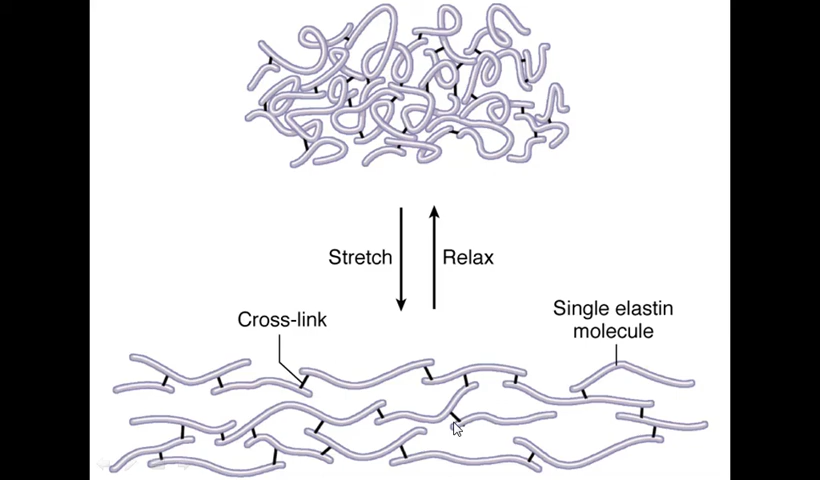 Stretch
Relax
Cross-link
Single elastin
molecule